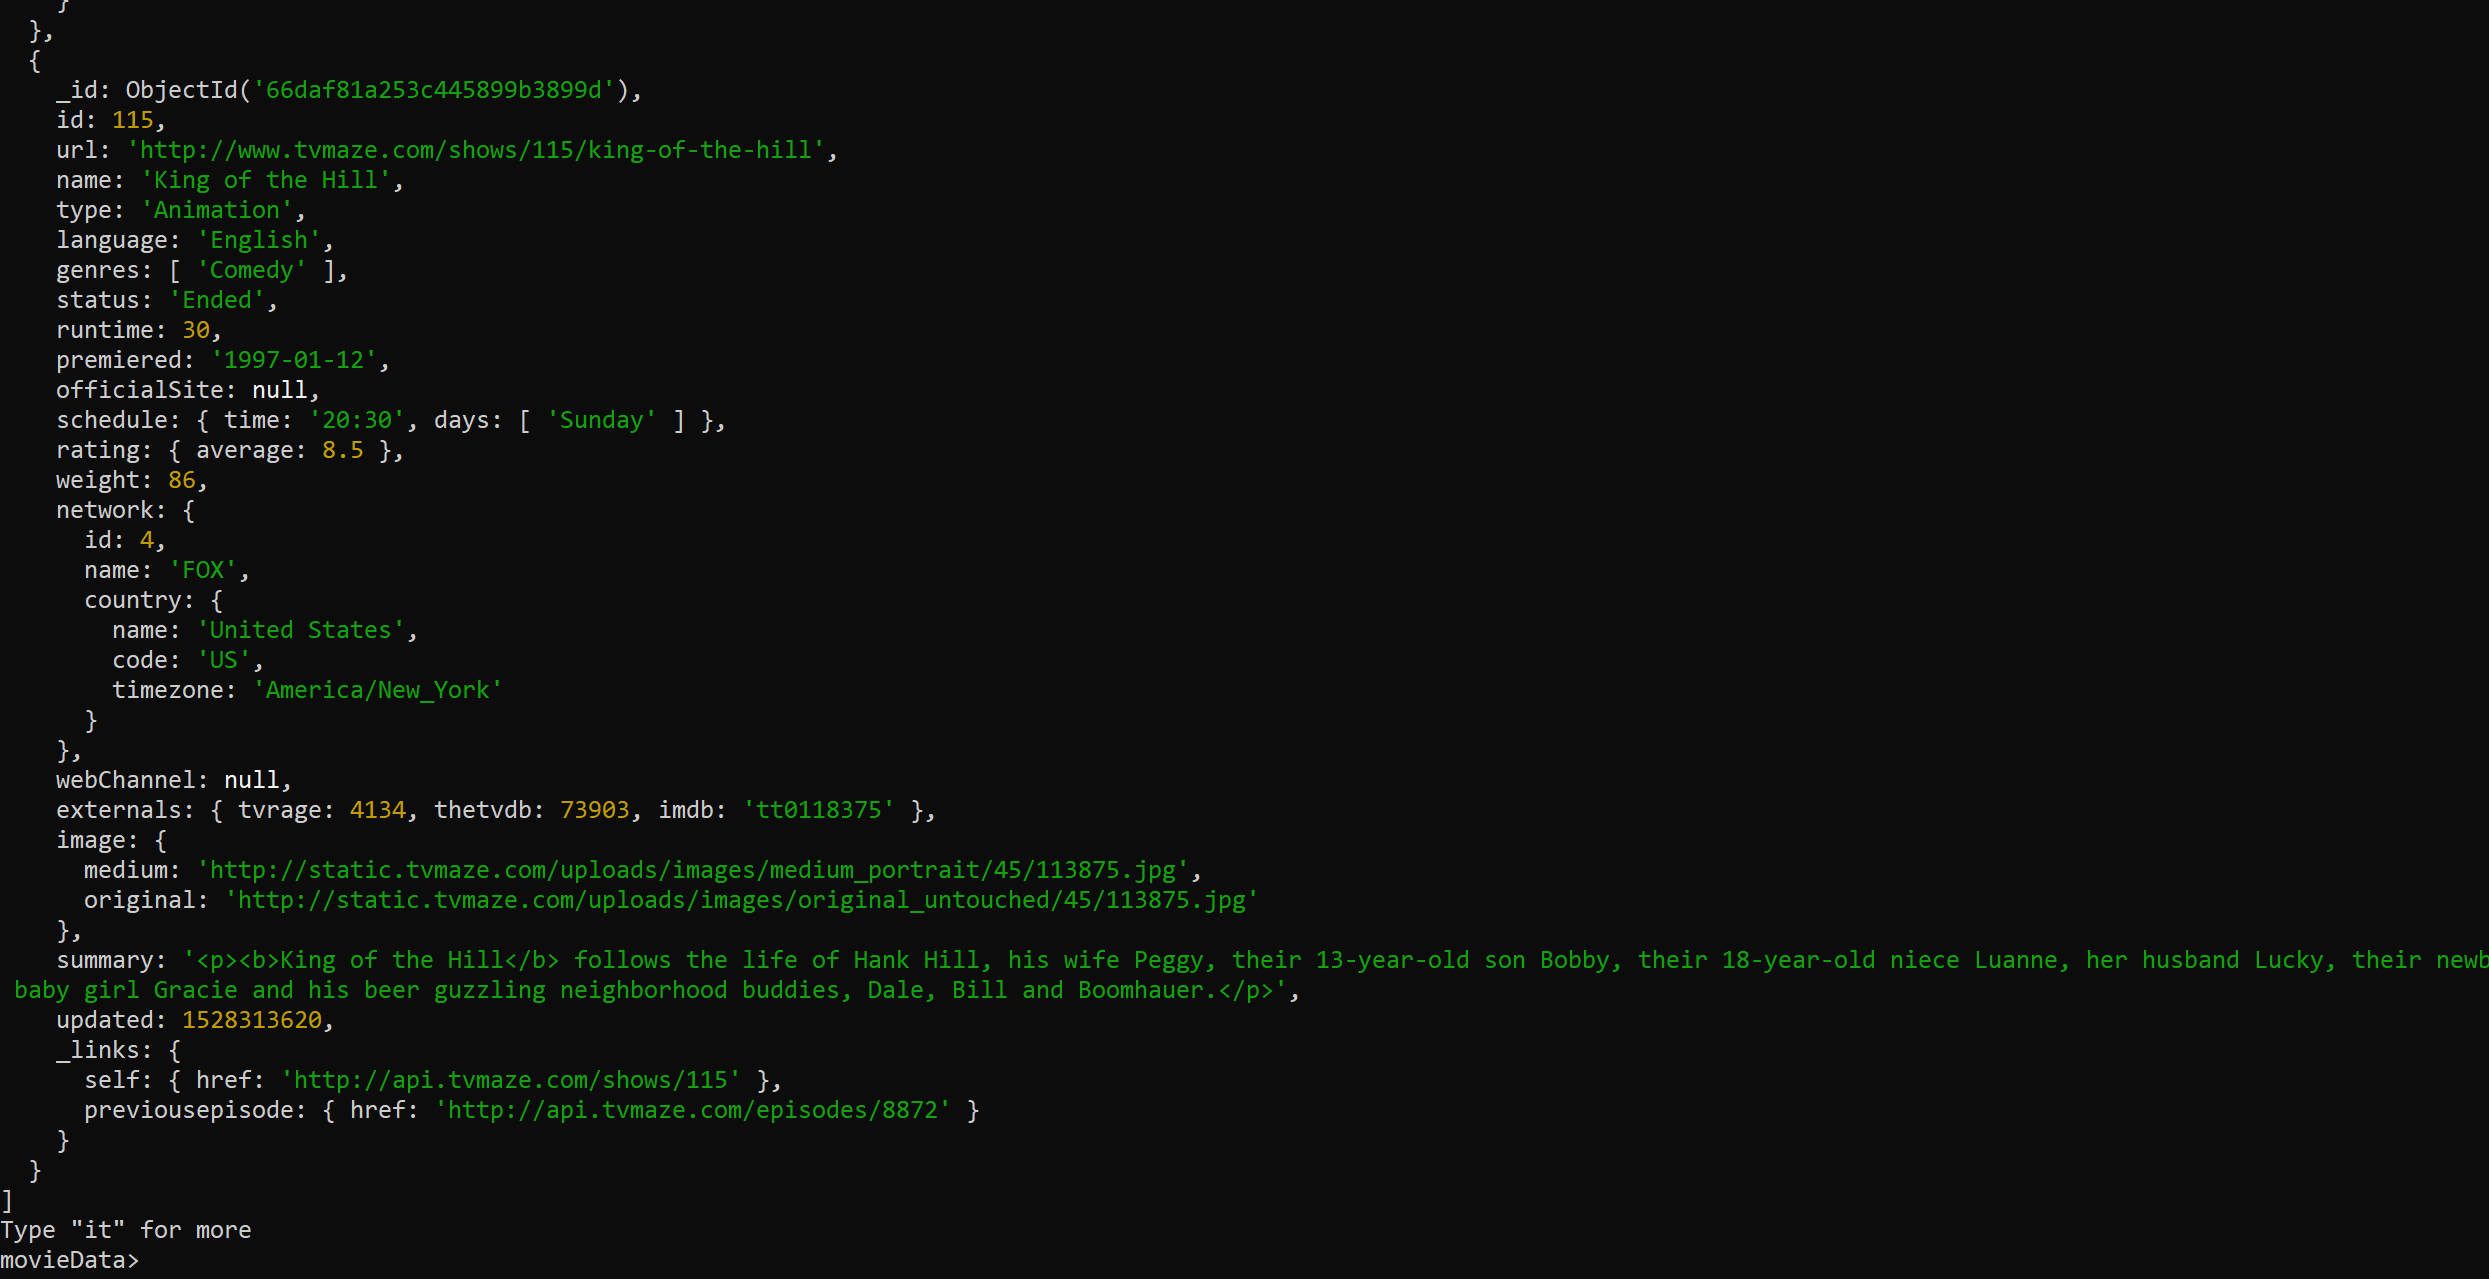 }
},
{
_id: ObjectId('66daf81a253c445899b3899d'),
id: 115,
url: 'http://www.tvmaze.com/shows/115/king-of-the-hill',
name: 'King of the Hill',
type: 'Animation',
language: 'English',
genres: [ 'Comedy' ],
status: 'Ended',
runtime: 30,
premiered: '1997-01-12',
officialSite: null,
schedule: { time: '20:30', days: [ 'Sunday' ] },
rating: { average: 8.5 },
weight: 86,
network: {
id: 4,
name: 'FOX',
country: {
name: 'United States',
code: 'US',
timezone: 'America/New_York'
}
},
webChannel: null,
externals: { tvrage: 4134, thetvdb: 73903, imdb: 'tt0118375' },
image: {
medium: 'http://static.tvmaze.com/uploads/images/medium_portrait/45/113875.jpg',
original: 'http://static.tvmaze.com/uploads/images/original_untouched/45/113875.jpg'
},
summary: '<p><b>King of the Hill</b> follows the life of Hank Hill, his wife Peggy, their 13-year-old son Bobby, their 18-year-old niece Luanne, her husband Lucky, their newb
baby girl Gracie and his beer guzzling neighborhood buddies, Dale, Bill and Boomhauer.</p>',
updated: 1528313620,
_links: {
self: { href: 'http://api.tvmaze.com/shows/115' },
previousepisode: { href: 'http://api.tvmaze.com/episodes/8872' }
}
}
]
Type "it" for more
movieData>